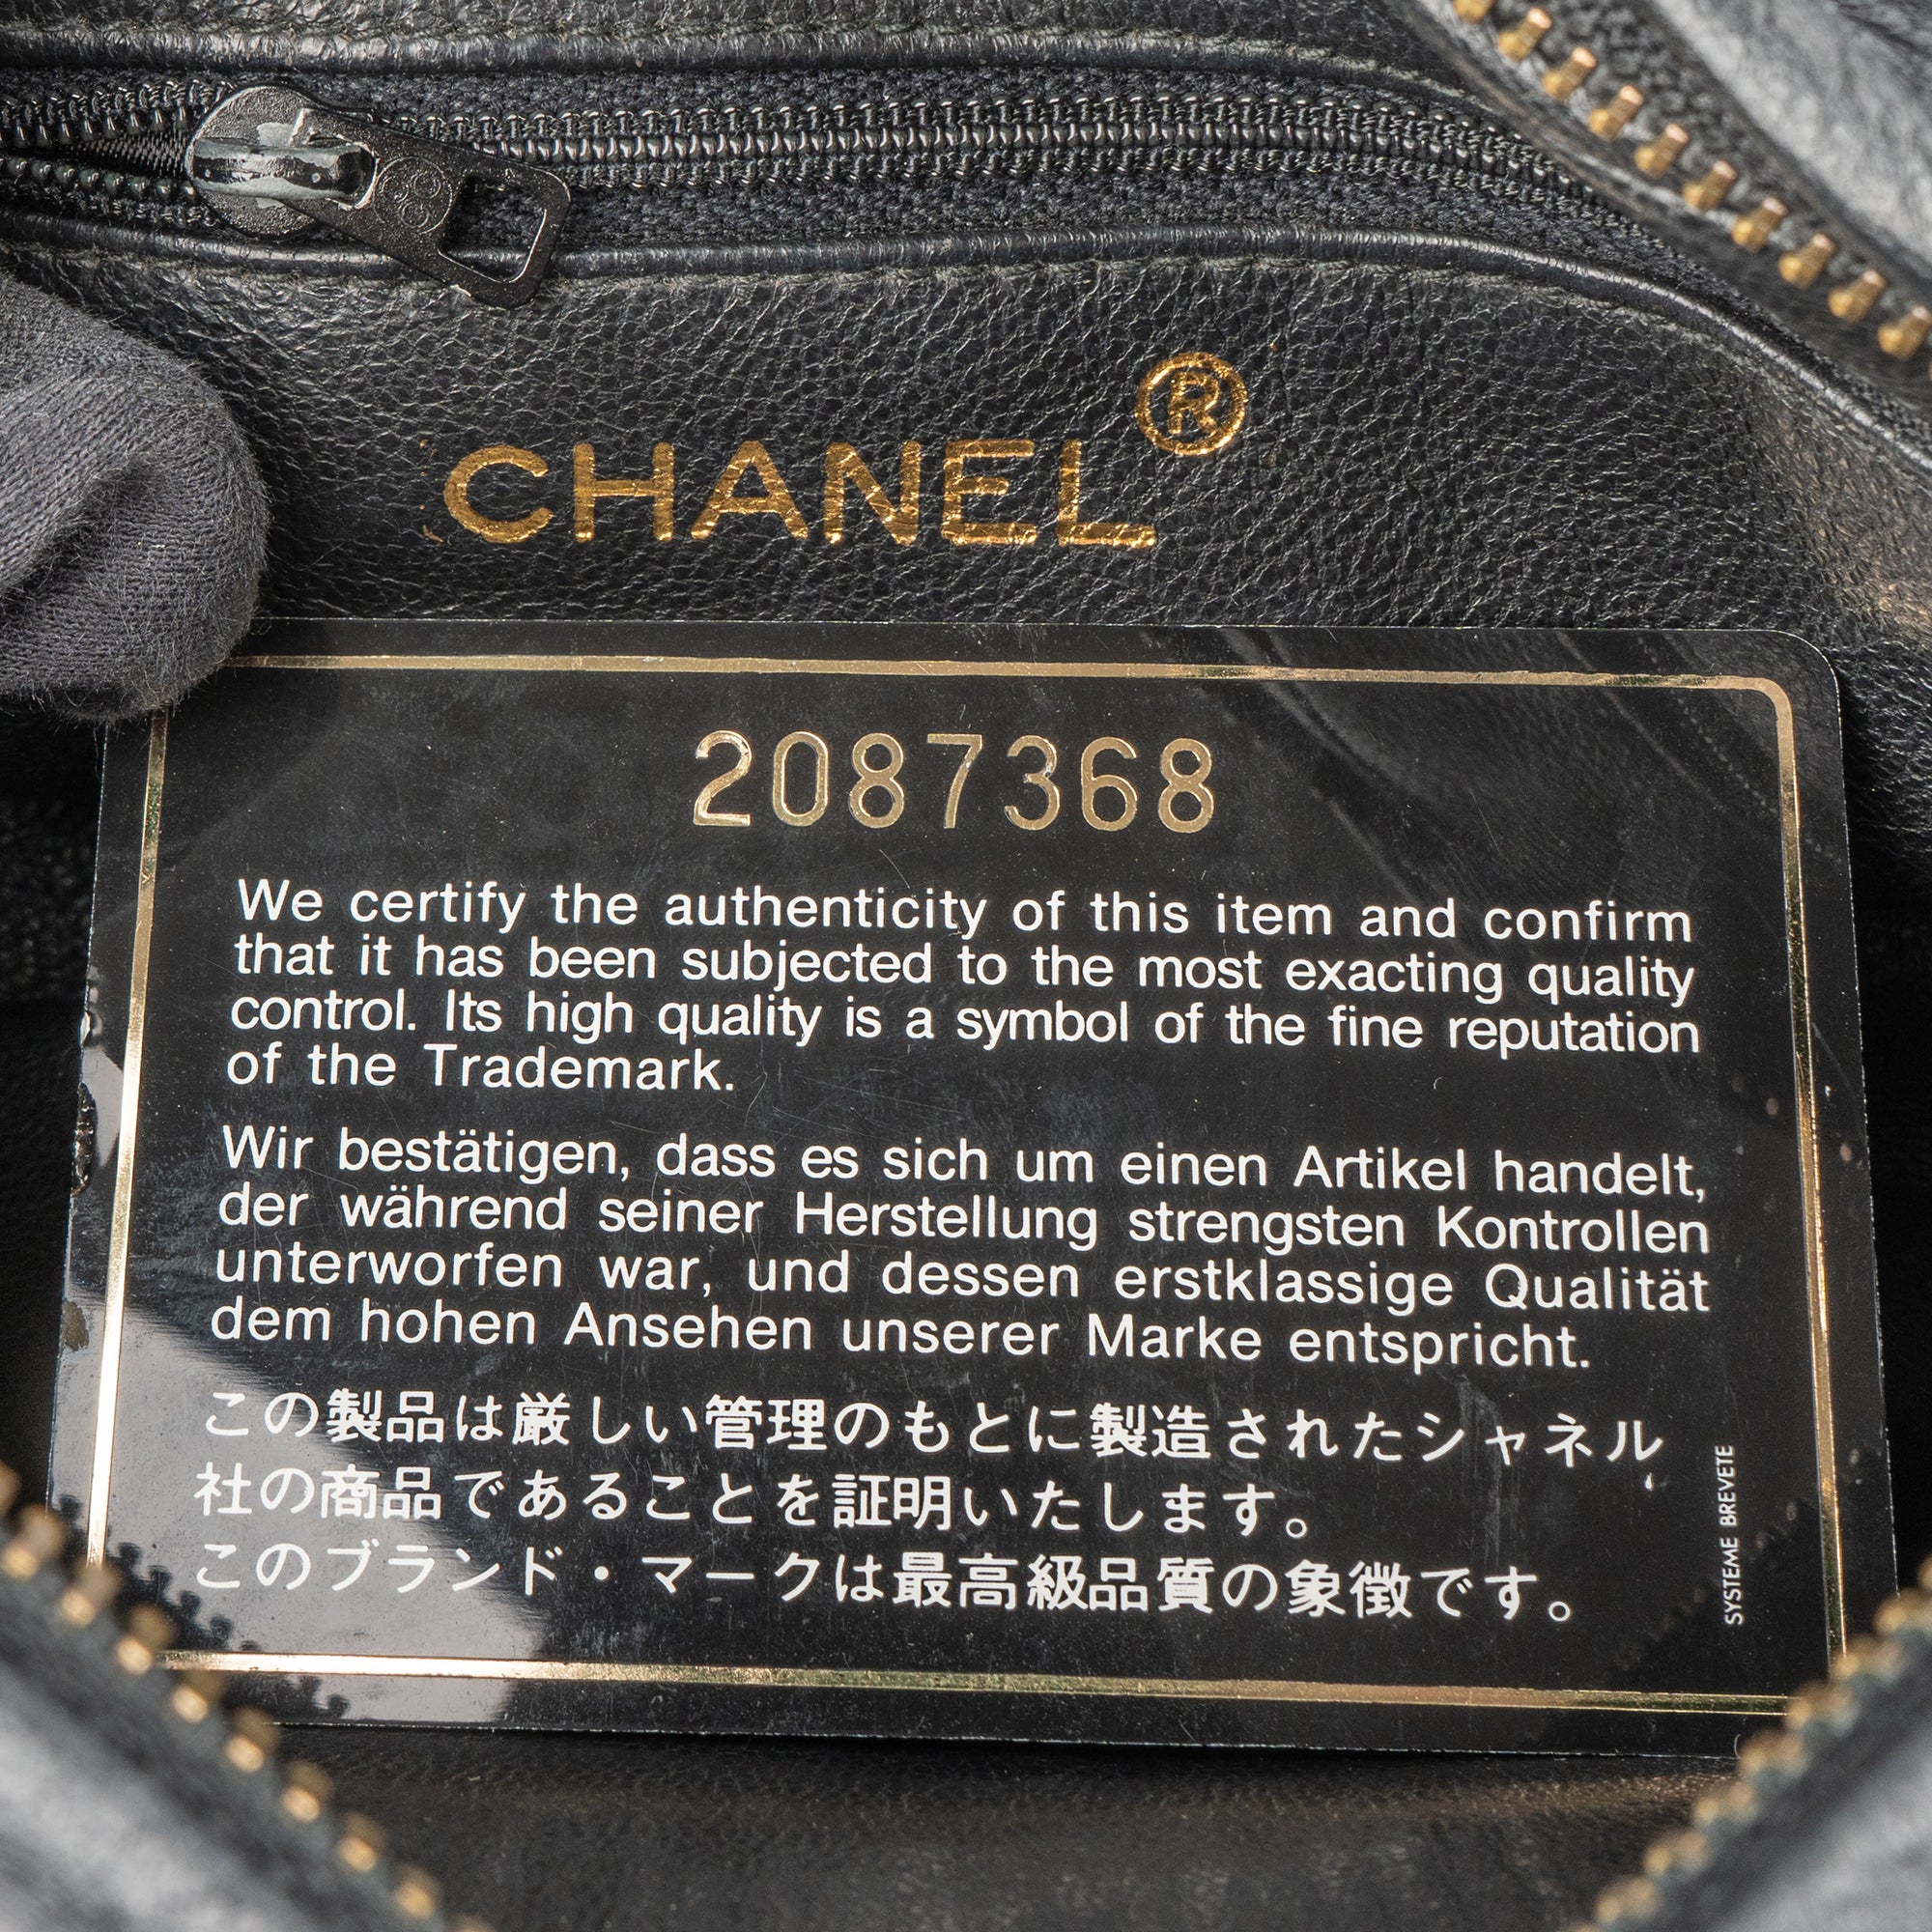 CHANEL®
2087368
We certify the authenticity of this item and confirm
that it has been subjected to the most exacting quality
control. Its high quality is a symbol of the fine reputation
of the Trademark.
Wir bestätigen, dass es sich um einen Artikel handelt,
der während seiner Herstellung strengsten Kontrollen
unterworfen war, und dessen erstklassige Qualität
dem hohen Ansehen unserer Marke entspricht.
この製品は厳しい管理のもとに製造されたシャネル
社の商品であることを証明いたします。
このブランド・マークは最高級品質の象徴です。
SYSTEME BREVETE